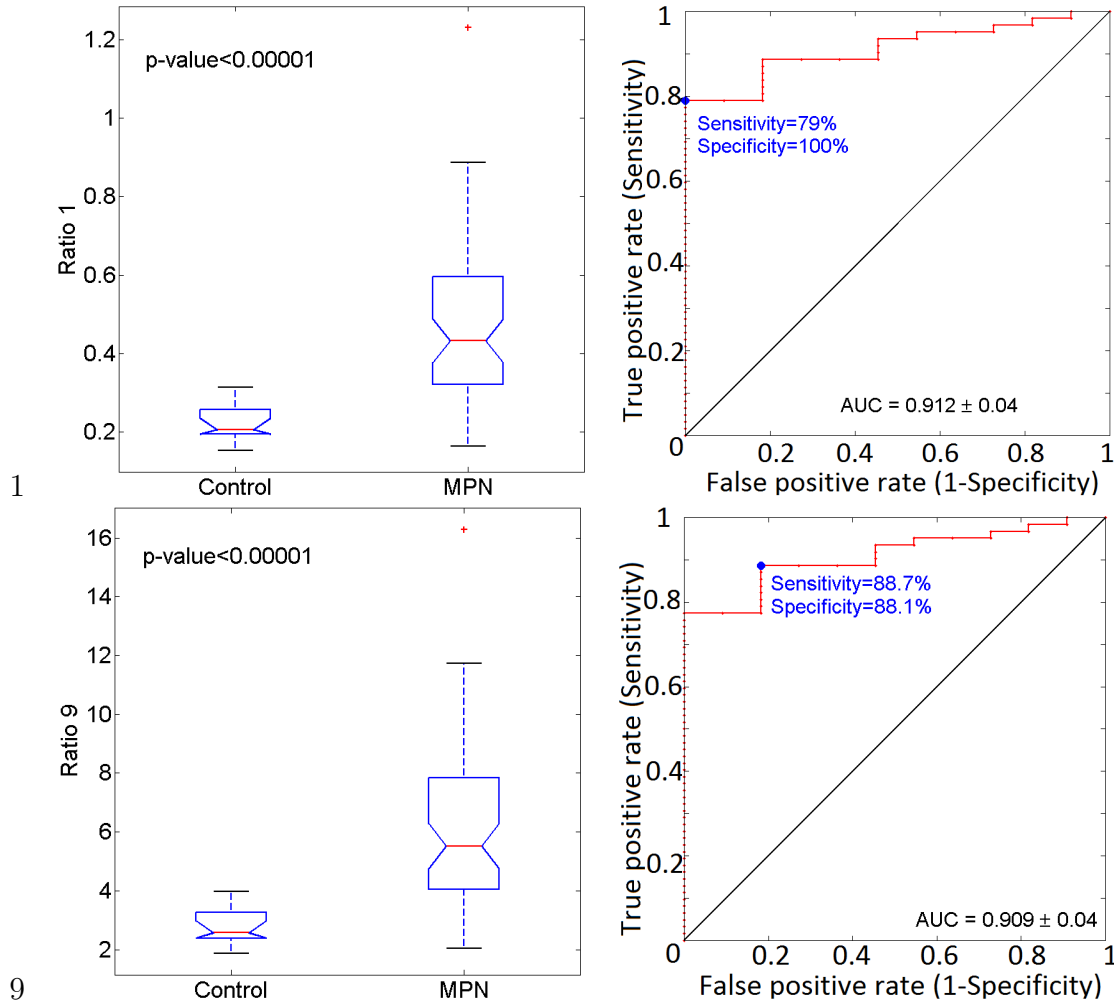 1.2
1
0.8
0.6
0.4
0.2
Ratio 1
p-value<0.00001
Control
MPN
1
1
0.8
0.6
0.4
0.2
0
True positive rate (Sensitivity)
Sensitivity=79%
Specificity=100%
AUC = 0.912 ± 0.04
0.2
0.4
0.6
0.8
1
False positive rate (1-Specificity)
16
14
12
10
8
6
4
2
Ratio 9
p-value<0.00001
Control
MPN
9
1
0.8
0.6
0.4
0.2
0
True positive rate (Sensitivity)
Sensitivity=88.7%
Specificity=88.1%
AUC = 0.909 ± 0.04
0.2
0.4
0.6
0.8
1
False positive rate (1-Specificity)